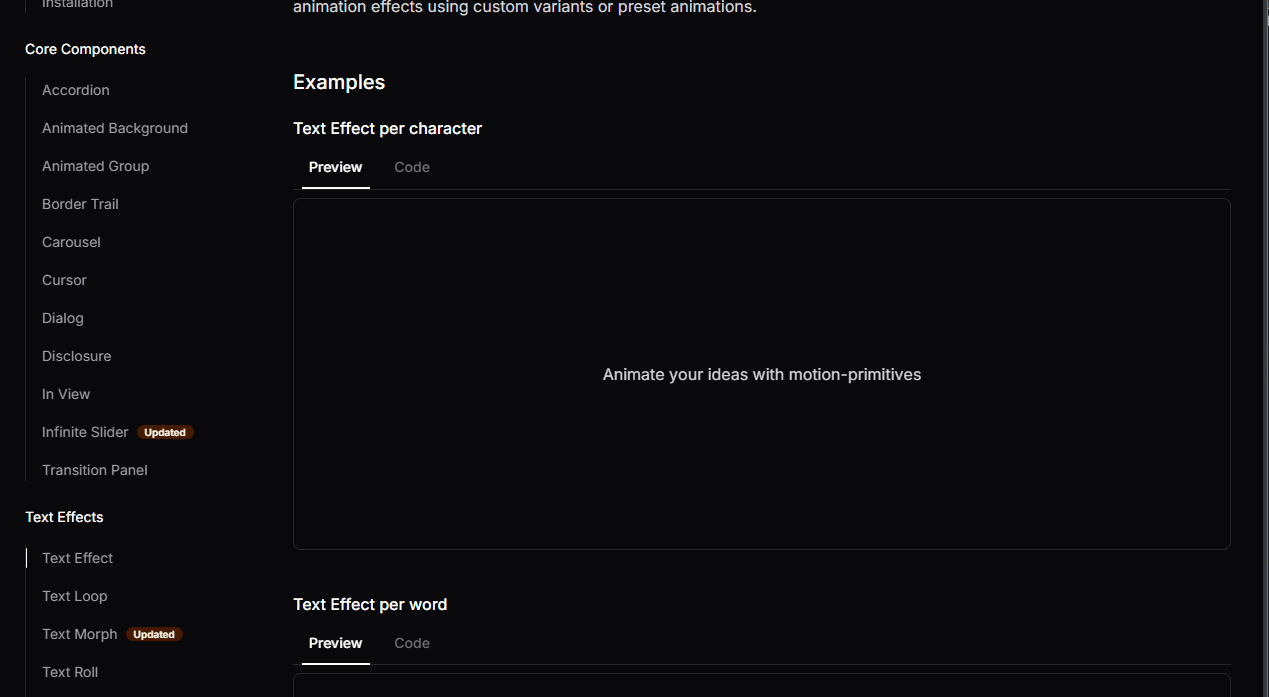 Installation
Core Components
Accordion
Animated Background
Animated Group
Border Trail
Carousel
Cursor
Dialog
Disclosure
In View
Infinite Slider Updated
Transition Panel
Text Effects
Text Effect
Text Loop
Text Morph Updated
Text Roll
animation effects using custom variants or preset animations.
Examples
Text Effect per character
Preview Code
Animate your ideas with motion-primitives
Text Effect per word
Preview Code